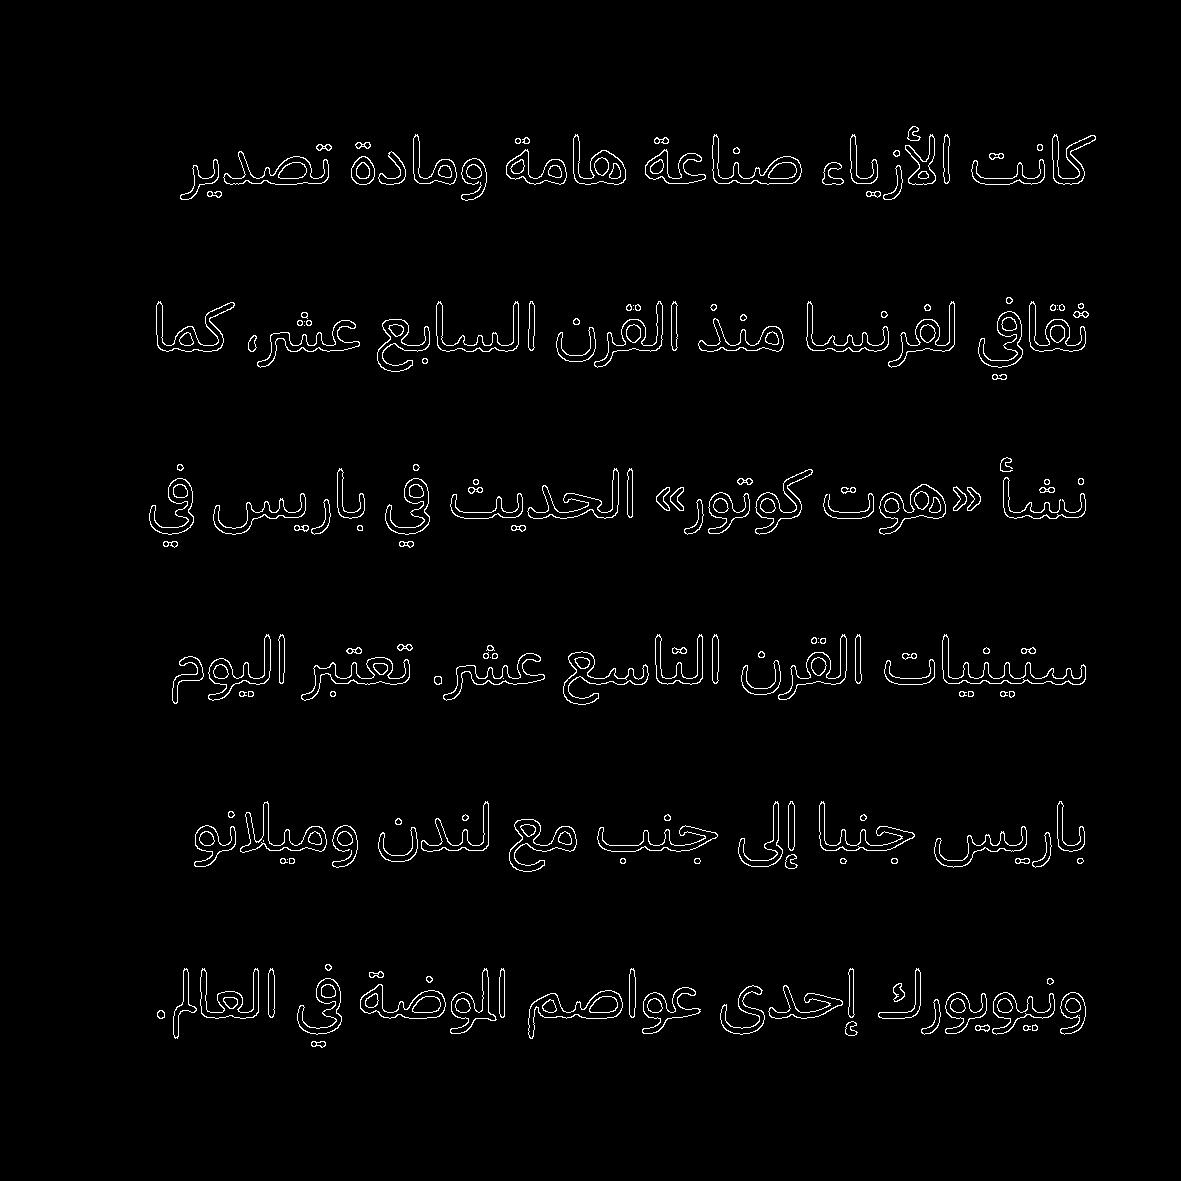 كانت الأزياء صناعة هامة ومادة تصدير
ثقافي لفرنسا منذ القرن السابع عشر، كما
نشأ «هوت كوتور» الحديث في باريس في
ستينيات القرن التاسع عشر. تعتبر اليوم
باريس جنبا إلى جنب مع لندن وميلانو
ونيويورك إحدى عواصم الموضة في العالم.